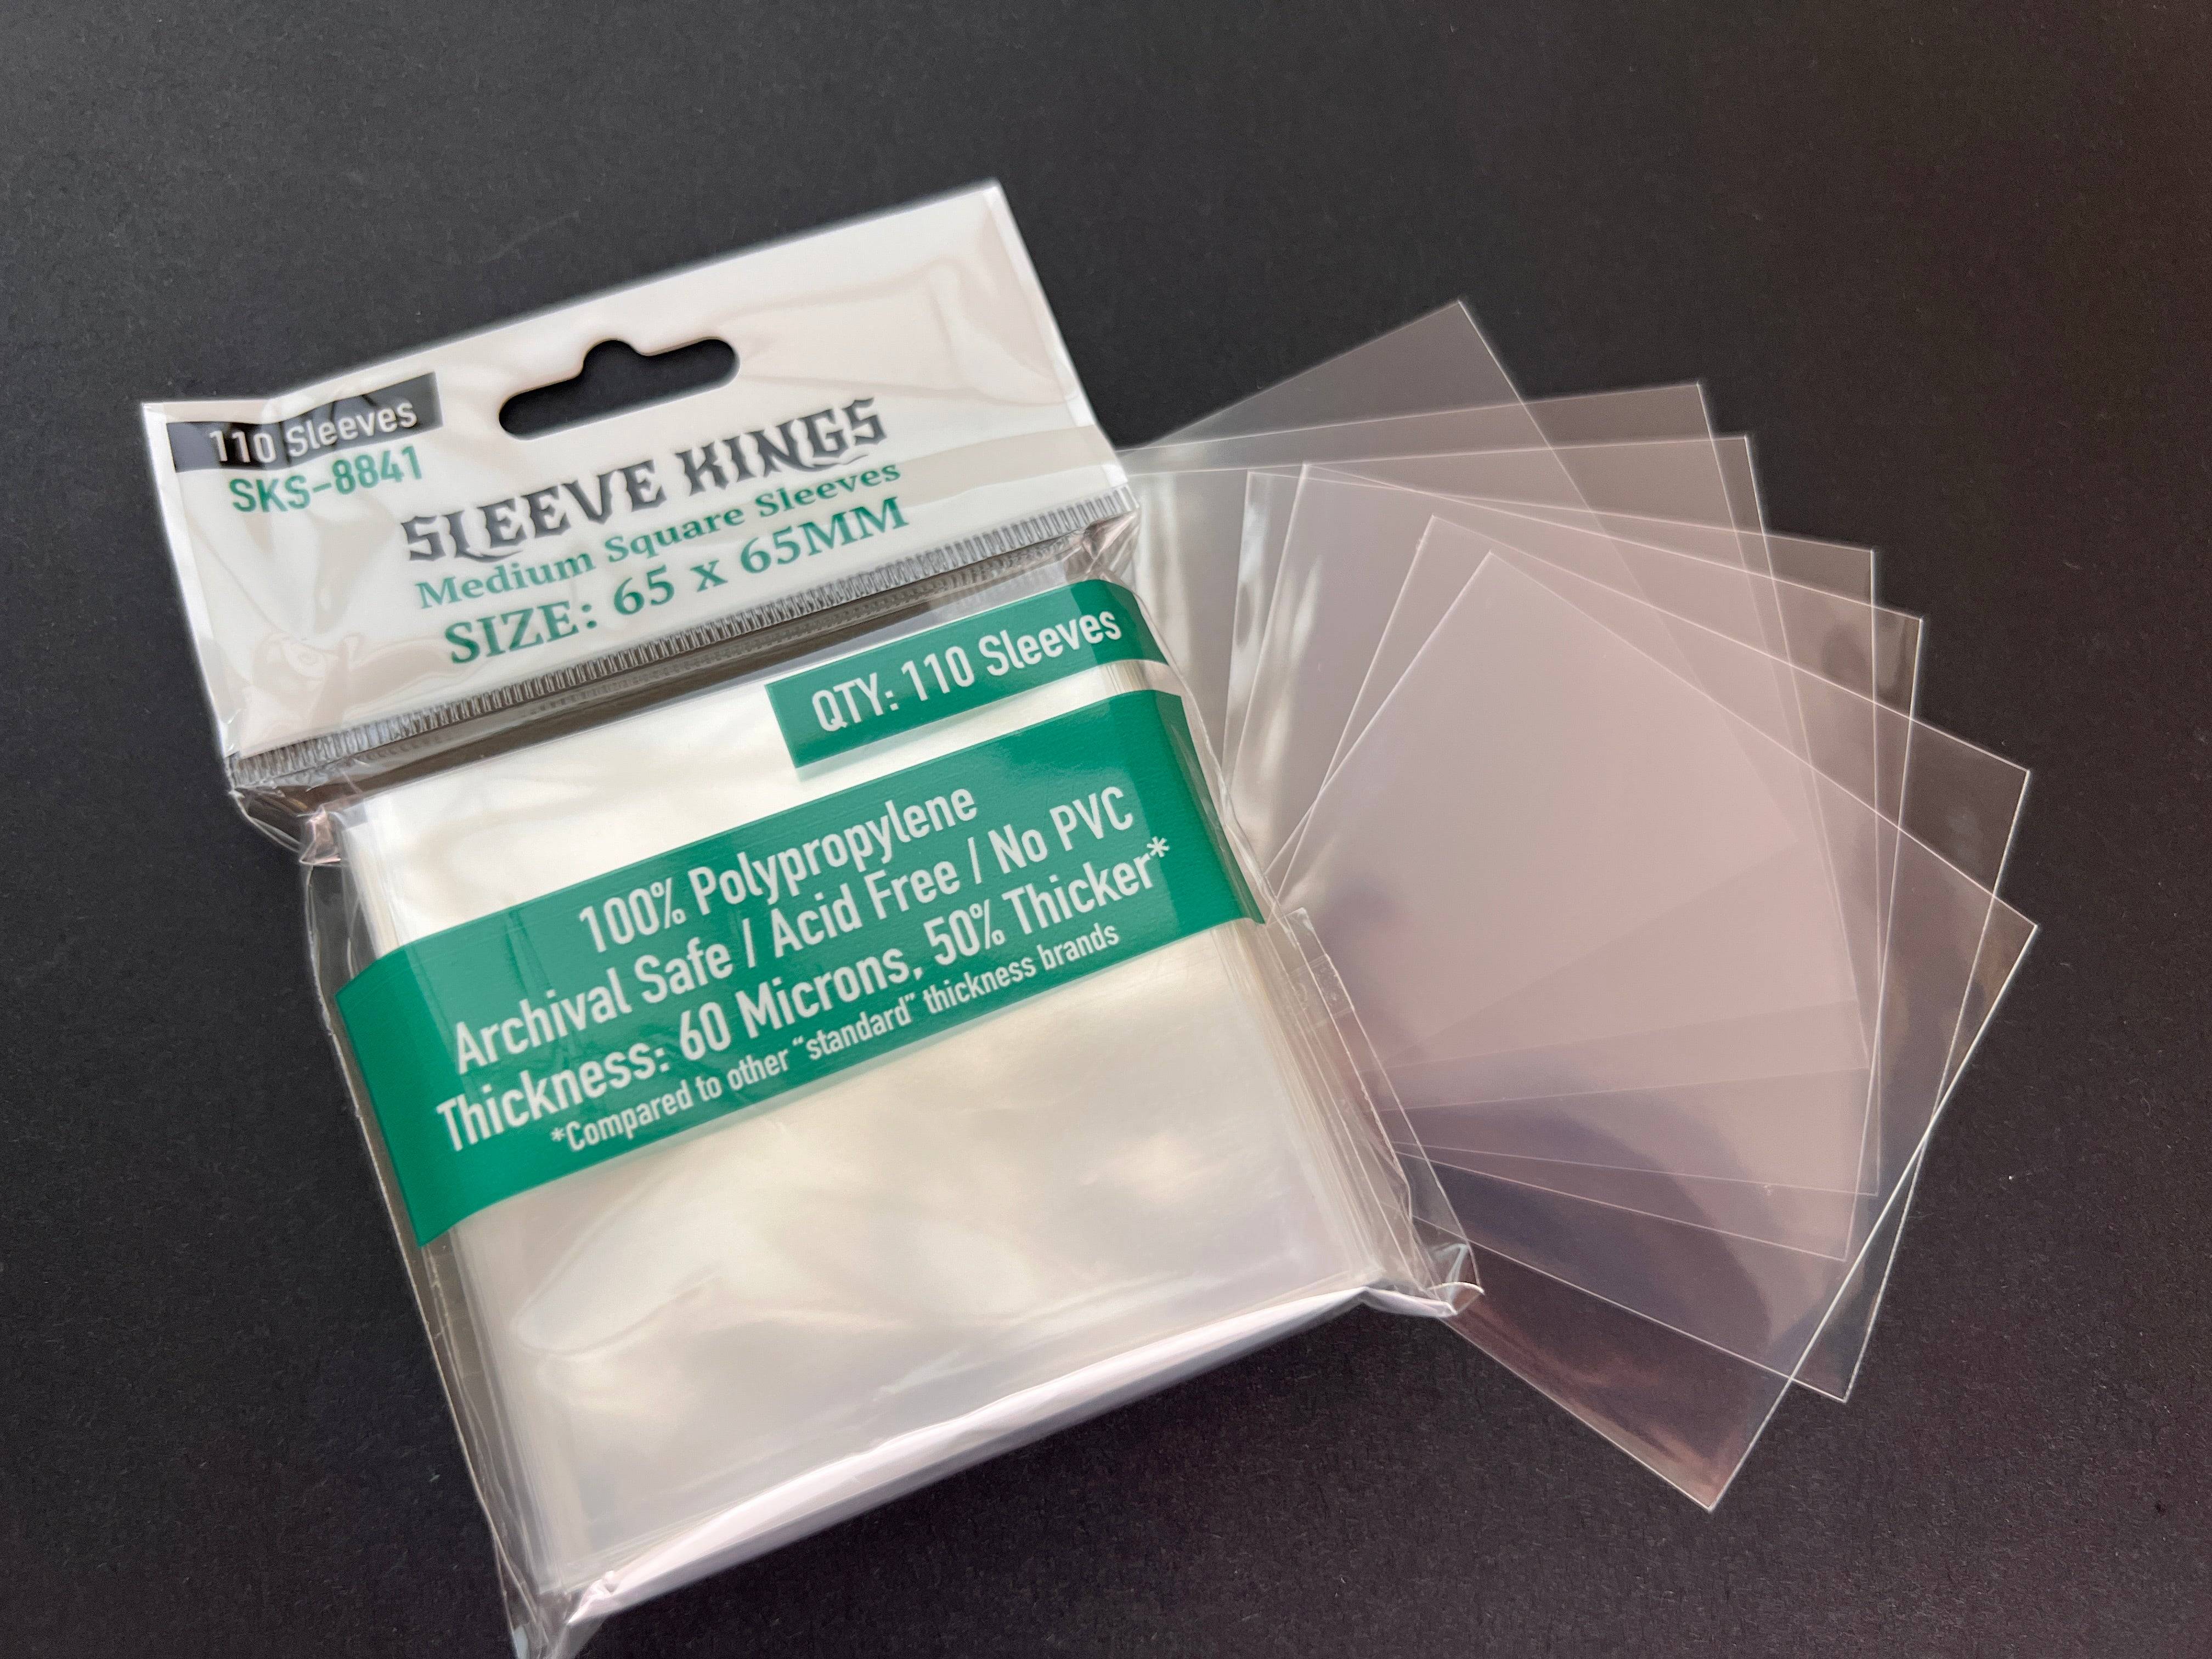 110 Sleeves
SKS-8841
SLEEVE KINGS
Medium Square Sleeves
SIZE: 65 x 65MM
QTY: 110 Sleeves
100% Polypropylene
Archival Safe / Acid Free / No PVC
Thickness: 60 Microns, 50% Thicker*
*Compared to other “standard” thickness brands